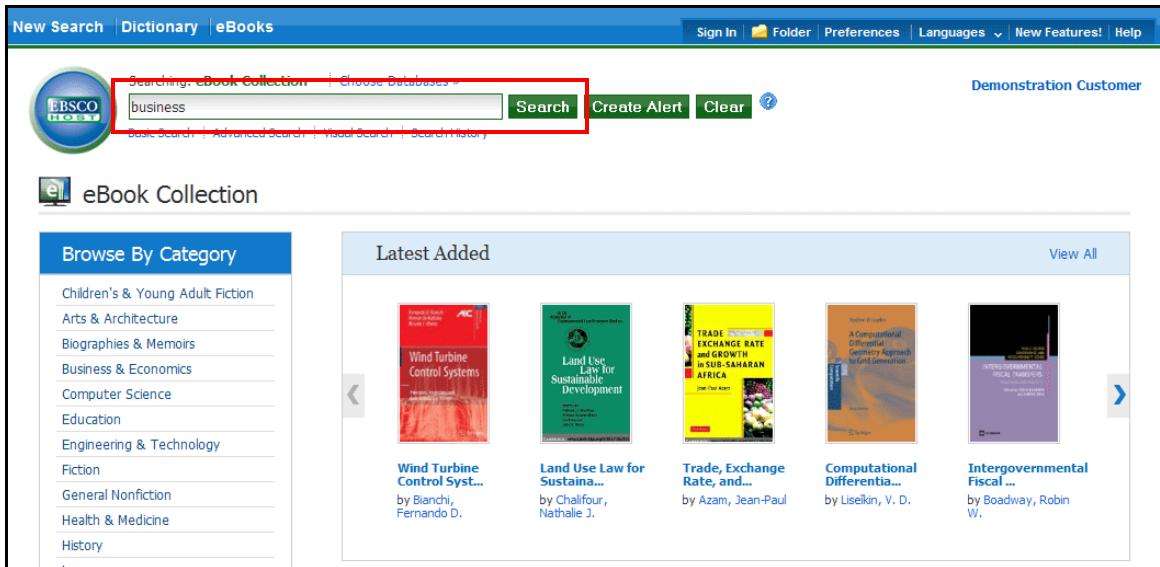 New Search Dictionary eBooks
Sign In Folder Preferences Languages New Features! Help
Searching: eBook Collection Choose Databases »
Demonstration Customer
EBSCO
HOST
business
Search Create Alert Clear ?
Basic Search Advanced Search Visual Search Search History
eBook Collection
Browse By Category
Children's & Young Adult Fiction
Arts & Architecture
Biographies & Memoirs
Business & Economics
Computer Science
Education
Engineering & Technology
Fiction
General Nonfiction
Health & Medicine
History
Latest Added
View All
Wind Turbine
Control Systems
Springer
Land Use
Law for
Sustainable
Development
TRADE
EXCHANGE RATE
and GROWTH
in SUB-SAHARAN
AFRICA
Jean-Paul Azam
A Computational
Differential
Geometry Approach
to Grid Generation
Springer
INTERGOVERNMENTAL
FISCAL TRANSFERS
Wind Turbine
Control Syst...
by Bianchi,
Fernando D.
Land Use Law for
Sustaina...
by Chalifour,
Nathalie J.
Trade, Exchange
Rate, and...
by Azam, Jean-Paul
Computational
Differentia...
by Liseĭkin, V. D.
Intergovernmental
Fiscal ...
by Boadway, Robin
W.